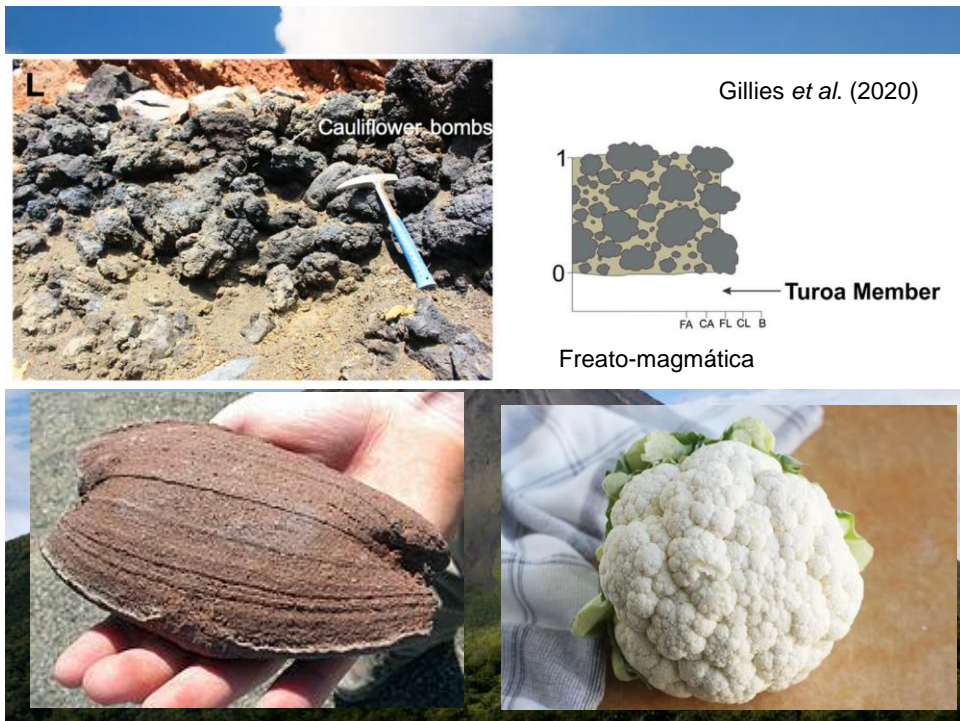 L
Cauliflower bombs
Gillies et al. (2020)
1
0
Turoa Member
FA CA FL CL B
Freato-magmática